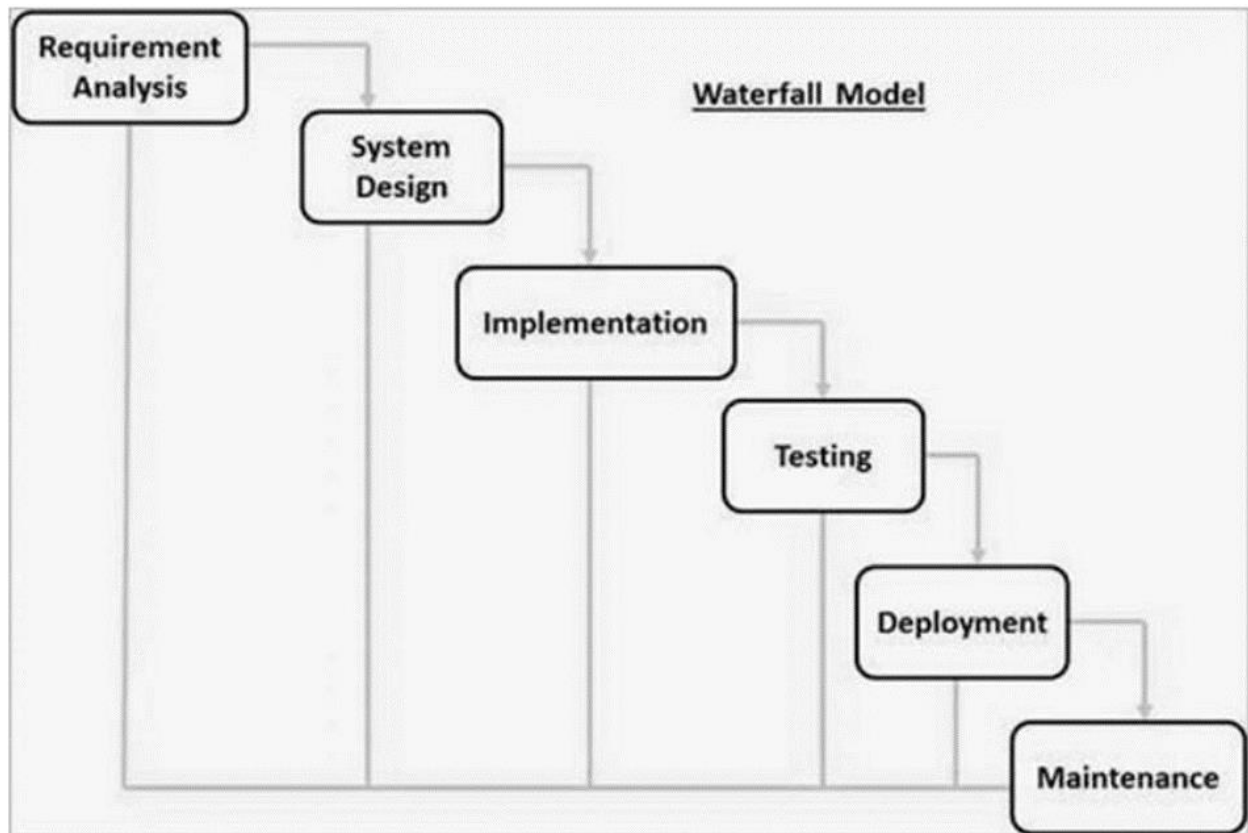 Requirement
Analysis
Waterfall Model
System
Design
Implementation
Testing
Deployment
Maintenance